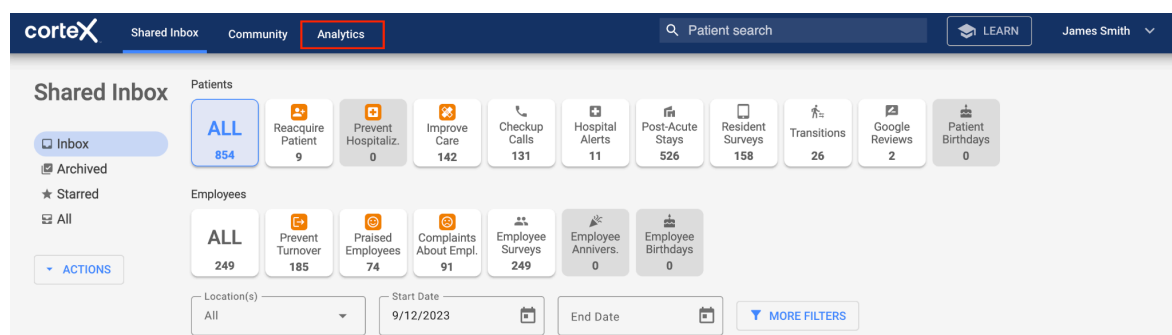 corteX
Shared Inbox
Community
Analytics
Patient search
LEARN
James Smith
Shared Inbox
Inbox
Archived
Starred
All
ACTIONS
Patients
ALL
854
Reacquire
Patient
9
Prevent
Hospitaliz.
0
Improve
Care
142
Checkup
Calls
131
Hospital
Alerts
11
Post-Acute
Stays
526
Resident
Surveys
158
Transitions
26
Google
Reviews
2
Patient
Birthdays
0
Employees
ALL
249
Prevent
Turnover
185
Praised
Employees
74
Complaints
About Empl.
91
Employee
Surveys
249
Employee
Annivers.
0
Employee
Birthdays
0
Location(s)
All
Start Date
9/12/2023
End Date
MORE FILTERS